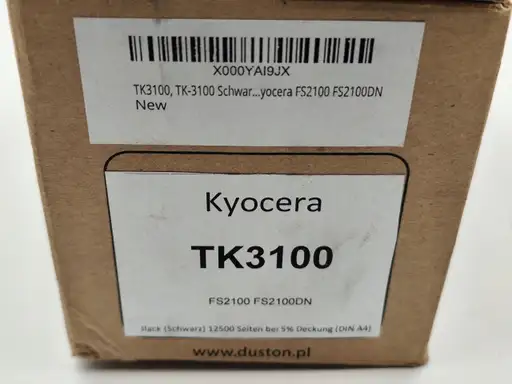 X000YAI9JX
TK3100, TK-3100 Schwar...yocera FS2100 FS2100DN
New
Kyocera
TK3100
FS2100 FS2100DN
(Schwarz) 12500 Seiten bei 5% Deckung (DIN A4)
www.duston.pl